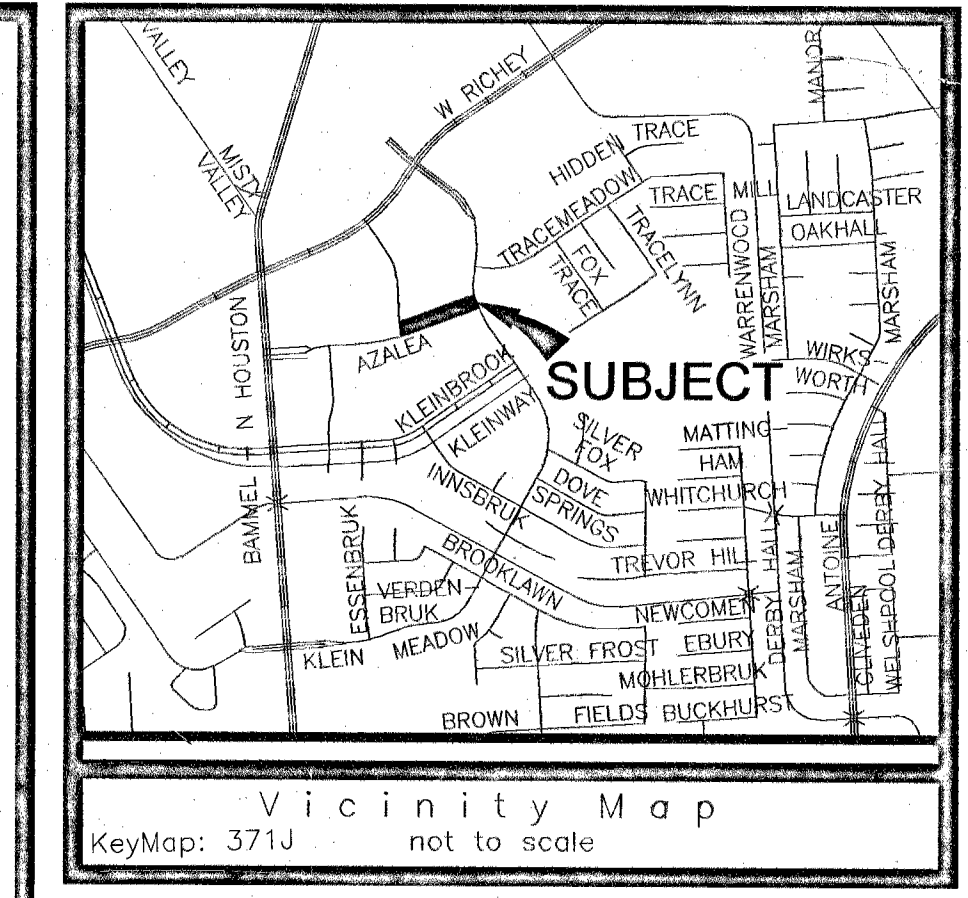 VALLEY
MISTY
VALLEY
W RICHEY
MANOR
HIDDEN
TRACE
TRACEMEADOW
TRACE MILL
LANDCASTER
OAKHALL
FOX
TRACE
TRACELYNN
WARRENWOOD
MARSHAM
MARSHAM
N HOUSTON
BAMMEL
AZALEA
SUBJECT
WIRKS
WORTH
KLEINBROOK
KLEINWAY
SILVER
FOX
MATTING
HAM
WHITCHURCH
DOVE
SPRINGS
INNSBRUK
TREVOR HIL
BROOKLAWN
ESSENBRUK
VERDEN
BRUK
NEWCOMEN
DERBY HALL
MARSHAM
ANTOINE
CLIVEDEN
WELSHPOOL
DERBY HALL
KLEIN MEADOW
SILVER FROST
EBURY
MOHLERBRUK
BROWN FIELDS
BUCKHURST
Vicinity Map
KeyMap: 371J not to scale